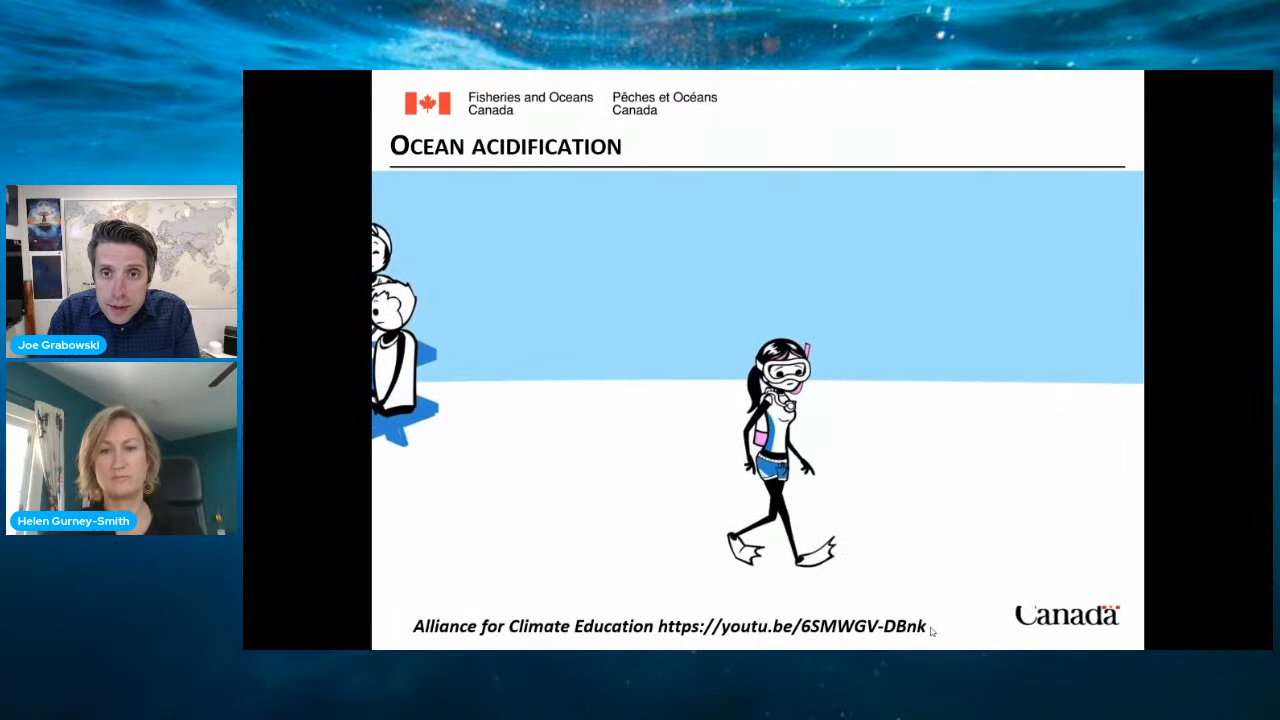 Fisheries and Oceans Canada
Pêches et Océans Canada
OCEAN ACIDIFICATION
Joe Grabowski
Helen Gurney-Smith
Alliance for Climate Education https://youtu.be/6SMWGV-DBnk
Canada